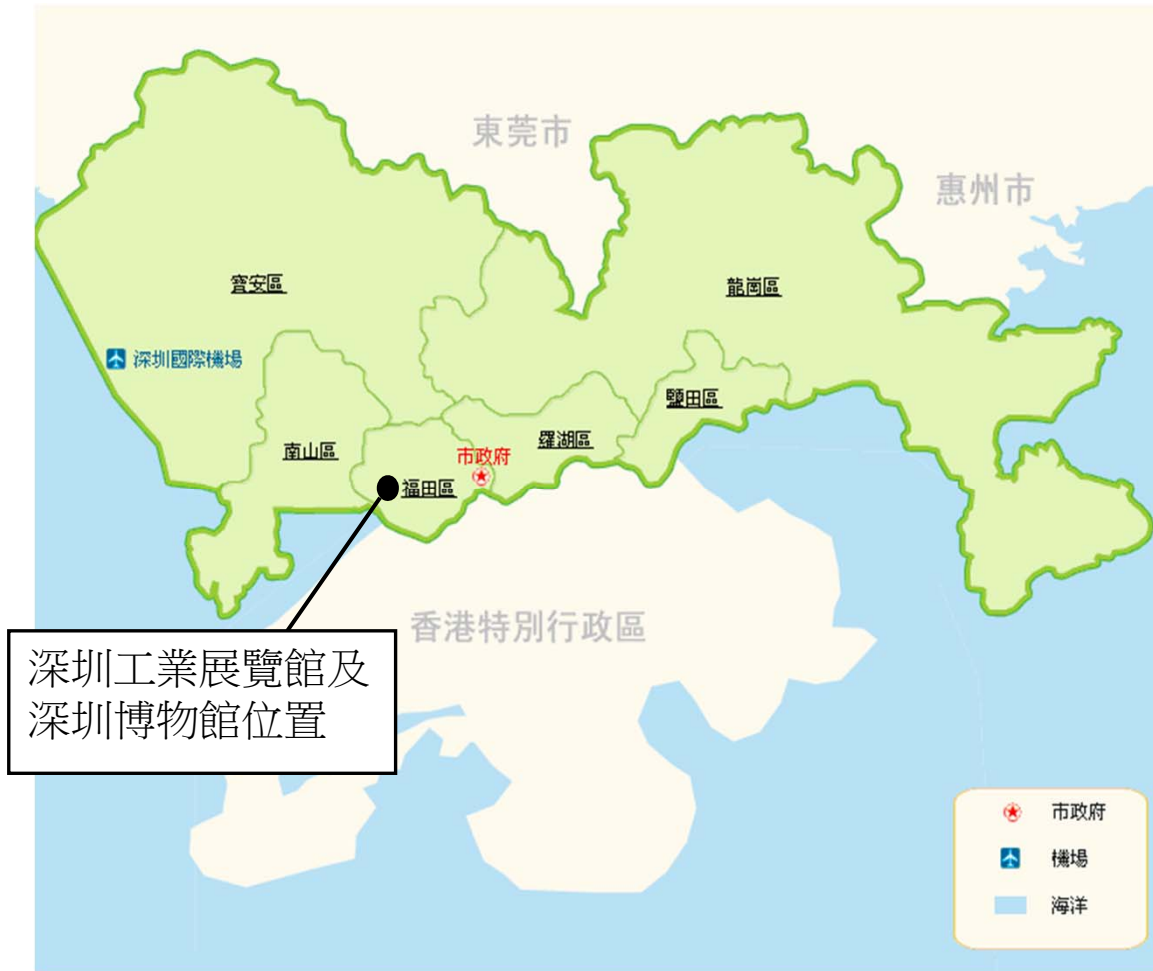 東莞市
惠州市
寶安區
龍崗區
深圳國際機場
鹽田區
羅湖區
南山區
市政府
福田區
香港特別行政區
深圳工業展覽館及
深圳博物館位置
市政府
機場
海洋